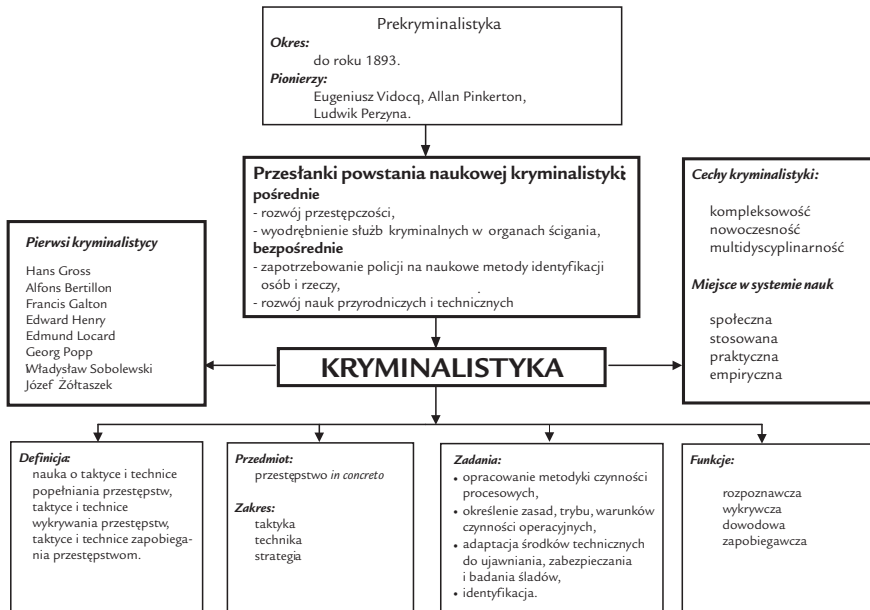 Prekryminalistyka
Okres:
do roku 1893.
Pionierzy:
Eugeniusz Vidocq, Allan Pinkerton,
Ludwik Perzyna.
Przesłanki powstania naukowej kryminalistyki:
pośrednie
- rozwój przestępczości,
- wyodrębnienie służb kryminalnych w organach ścigania,
bezpośrednie
- zapotrzebowanie policji na naukowe metody identyfikacji
osób i rzeczy,
- rozwój nauk przyrodniczych i technicznych
Pierwsi kryminalistycy
Hans Gross
Alfons Bertillon
Francis Galton
Edward Henry
Edmund Locard
Georg Popp
Władysław Sobolewski
Józef Żółtaszek
Cechy kryminalistyki:
kompleksowość
nowoczesność
multidyscyplinarność
Miejsce w systemie nauk
społeczna
stosowana
praktyczna
empiryczna
KRYMINALISTYKA
Definicja:
nauka o taktyce i technice
popełniania przestępstw,
taktyce i technice
wykrywania przestępstw,
taktyce i technice zapobiega-
nia przestępstwom.
Przedmiot:
przestępstwo in concreto
Zakres:
taktyka
technika
strategia
Zadania:
• opracowanie metodyki czynności
procesowych,
• określenie zasad, trybu, warunków
czynności operacyjnych,
• adaptacja środków technicznych
do ujawniania, zabezpieczania
i badania śladów,
• identyfikacja.
Funkcje:
rozpoznawcza
wykrywcza
dowodowa
zapobiegawcza